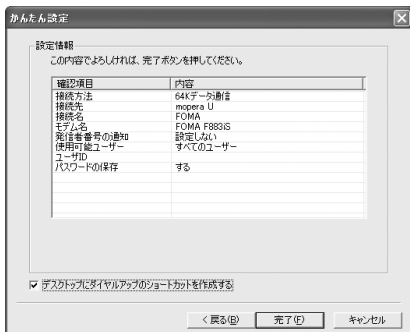 かんたん設定
設定情報
この内容でよろしければ、完了ボタンを押してください。
確認項目 内容
接続方法 64Kデータ通信
接続先 mopera U
接続名 FOMA
モデム名 FOMA F883iS
発信者番号の通知 設定しない
使用可能ユーザー すべてのユーザー
ユーザID
パスワードの保存 する
デスクトップにダイヤルアップのショートカットを作成する
< 戻る(B) 完了(F) キャンセル